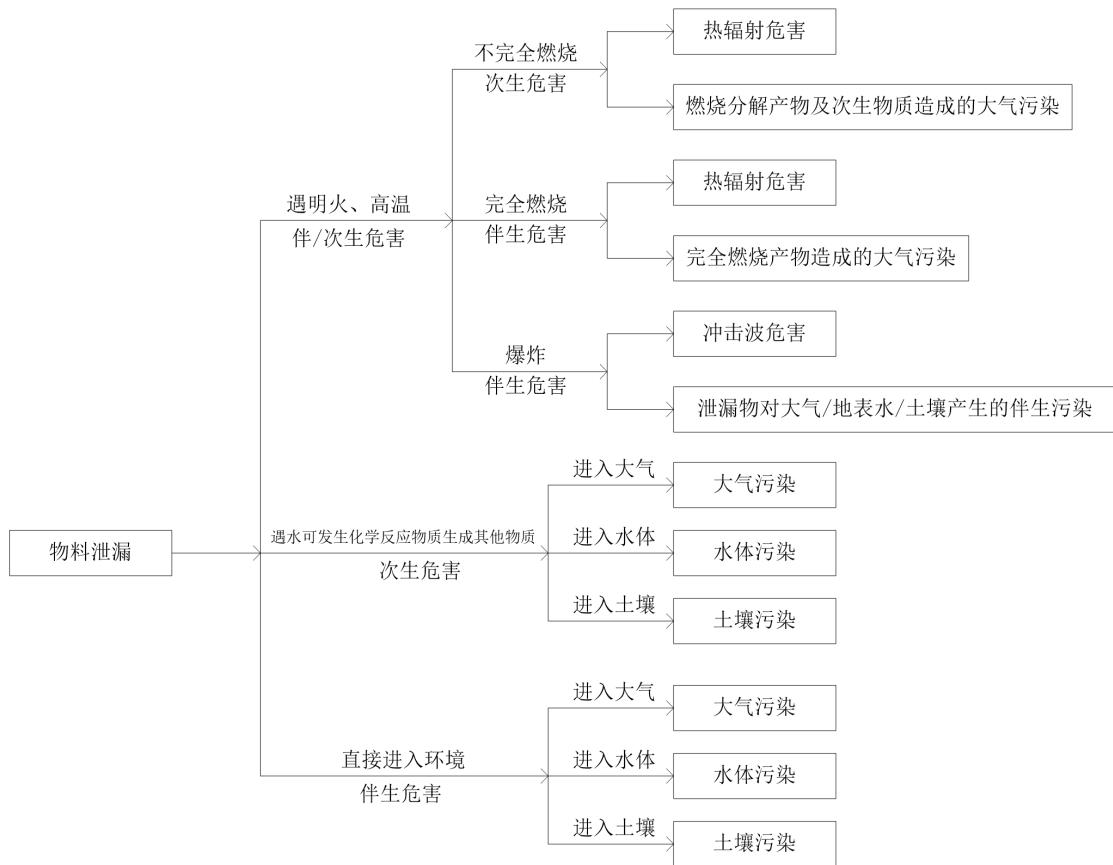 热辐射危害
不完全燃烧
次生危害
燃烧分解产物及次生物质造成的大气污染
热辐射危害
遇明火、高温
伴/次生危害
完全燃烧
伴生危害
完全燃烧产物造成的大气污染
冲击波危害
爆炸
伴生危害
泄漏物对大气/地表水/土壤产生的伴生污染
进入大气
大气污染
物料泄漏
遇水可发生化学反应物质生成其他物质
次生危害
进入水体
水体污染
进入土壤
土壤污染
进入大气
大气污染
直接进入环境
伴生危害
进入水体
水体污染
进入土壤
土壤污染